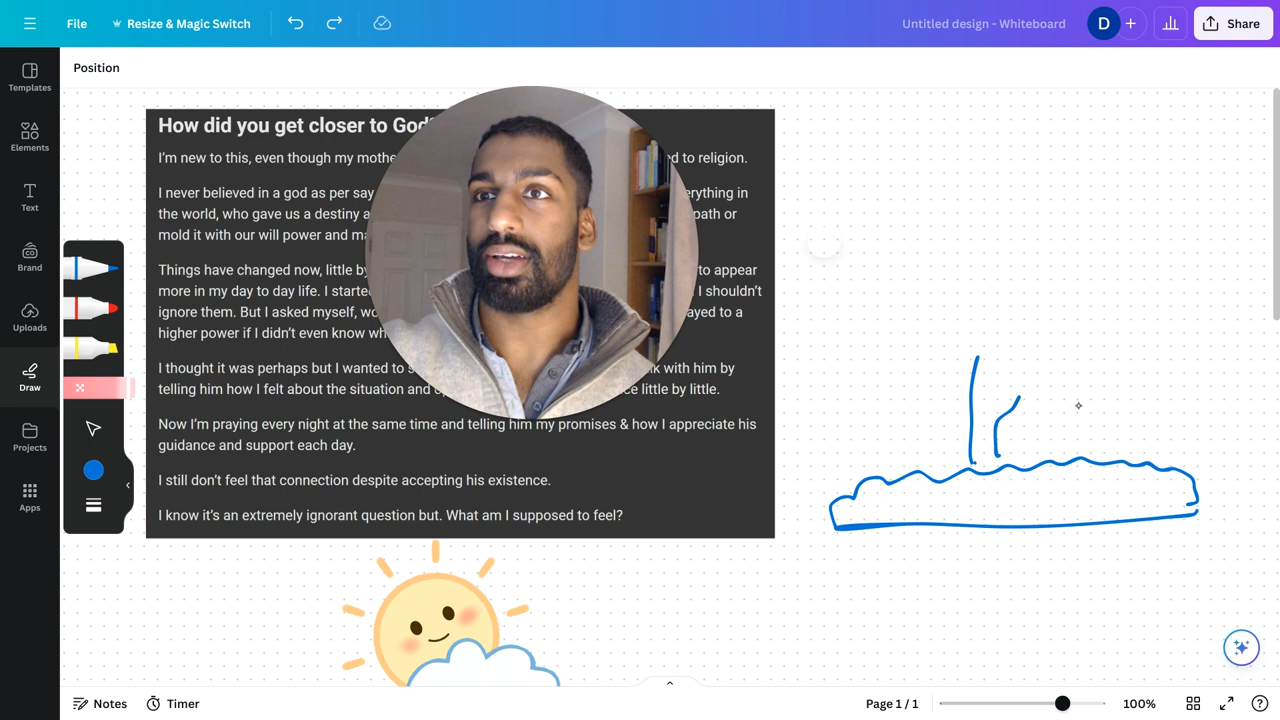 File
Resize & Magic Switch
Untitled design - Whiteboard
D
Share
Position
Templates
Elements
Text
Brand
Uploads
Draw
Projects
Apps
How did you get closer to God
I'm new to this, even though my mothe
d to religion.
I never believed in a god as per say
erything in
the world, who gave us a destiny a
path or
mold it with our will power and ma
Things have changed now, little by
to appear
more in my day to day life. I started
I shouldn't
ignore them. But I asked myself, wo
ayed to a
higher power if I didn't even know wh
I thought it was perhaps but I wanted to s
k with him by
telling him how I felt about the situation and
ce little by little.
Now I'm praying every night at the same time and telling him my promises & how I appreciate his
guidance and support each day.
I still don't feel that connection despite accepting his existence.
I know it's an extremely ignorant question but. What am I supposed to feel?
Notes
Timer
Page 1 / 1
100%